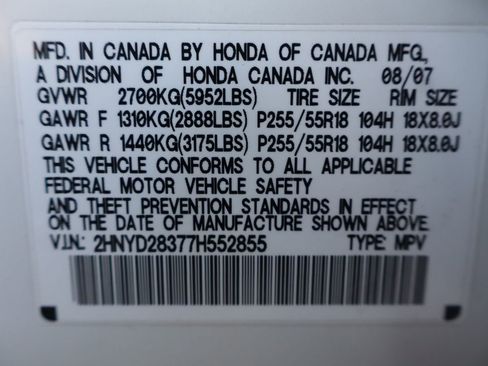 MFD. IN CANADA BY HONDA OF CANADA MFG.,
A DIVISION OF HONDA CANADA INC. 08/07
GVWR 2700KG(5952LBS) TIRE SIZE RIM SIZE
GAWR F 1310KG(2888LBS) P255/55R18 104H 18X8.0J
GAWR R 1440KG(3175LBS) P255/55R18 104H 18X8.0J
THIS VEHICLE CONFORMS TO ALL APPLICABLE
FEDERAL MOTOR VEHICLE SAFETY
AND THEFT PREVENTION STANDARDS IN EFFECT
ON THE DATE OF MANUFACTURE SHOWN ABOVE.
V.I.N.: 2HNYD28377H552855 TYPE: MPV